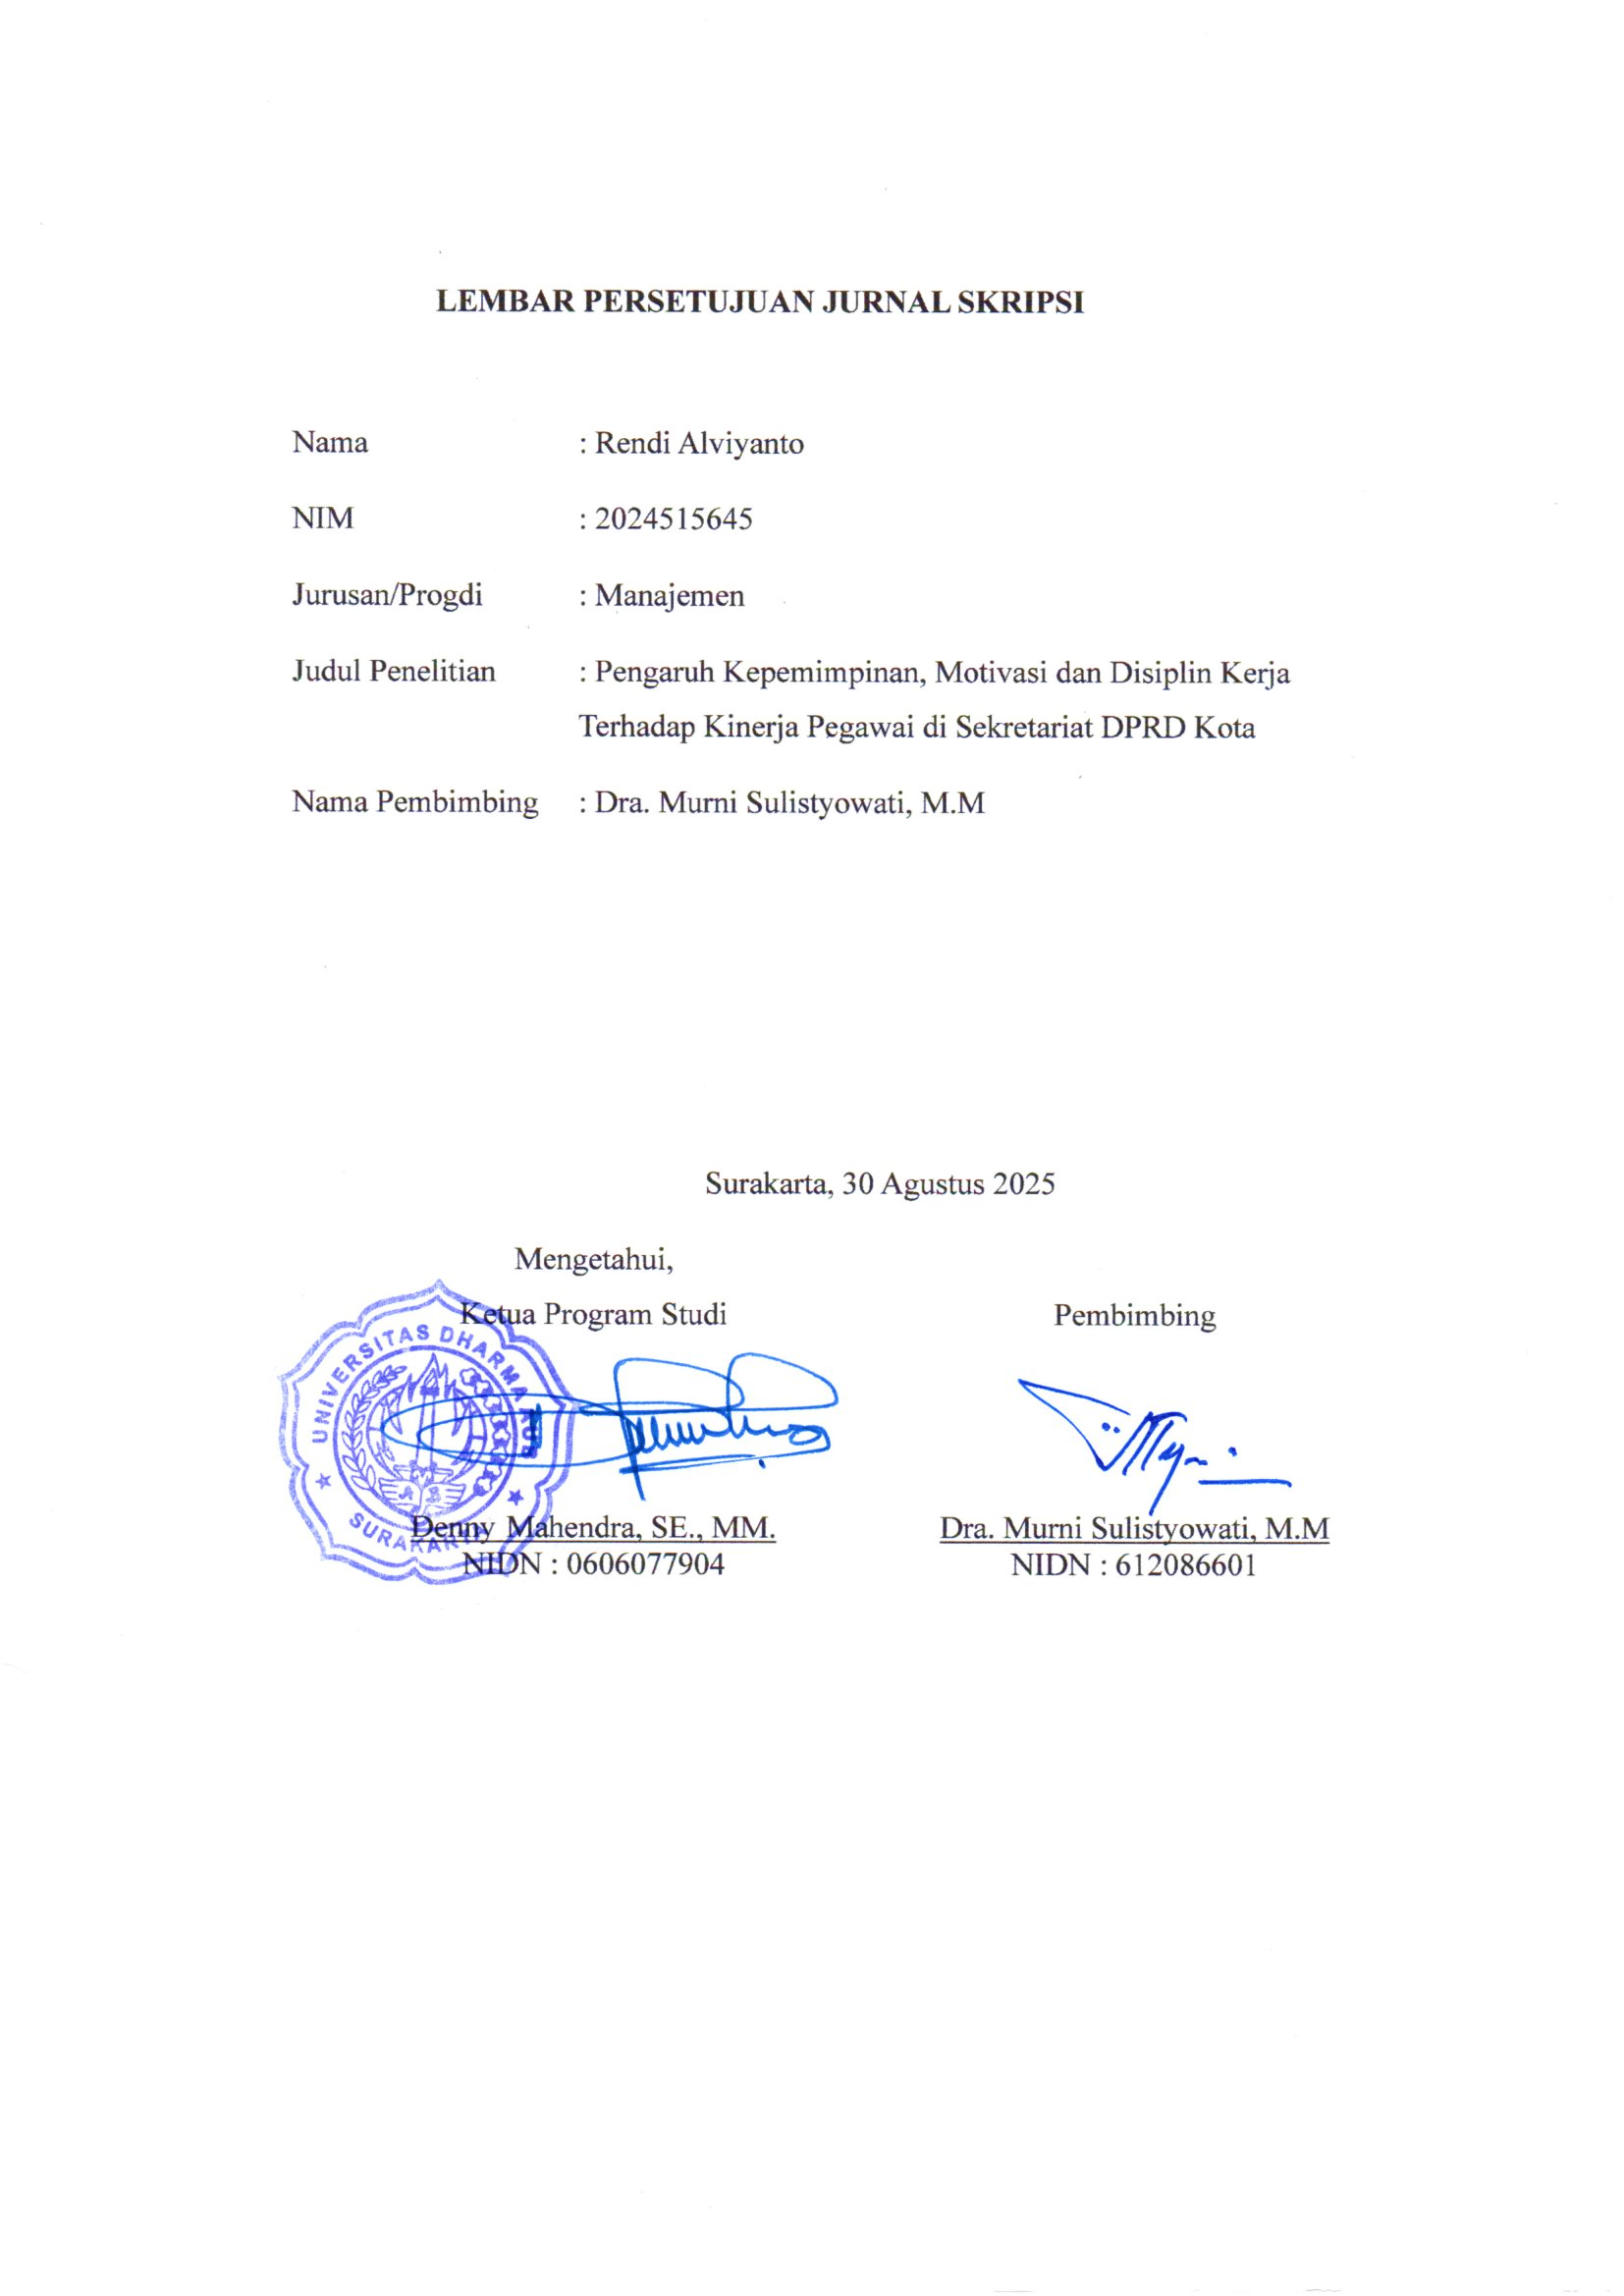 LEMBAR PERSETUJUAN JURNAL SKRIPSI
Nama : Rendi Alviyanto
NIM : 2024515645
Jurusan/Progdi : Manajemen
Judul Penelitian : Pengaruh Kepemimpinan, Motivasi dan Disiplin Kerja
Terhadap Kinerja Pegawai di Sekretariat DPRD Kota
Nama Pembimbing : Dra. Murni Sulistyowati, M.M
Surakarta, 30 Agustus 2025
Mengetahui,
Ketua Program Studi
Pembimbing
UNIVERSITAS DHARMA AUB
SURAKARTA
Denny Mahendra, SE., MM.
NIDN : 0606077904
Dra. Murni Sulistyowati, M.M
NIDN : 612086601